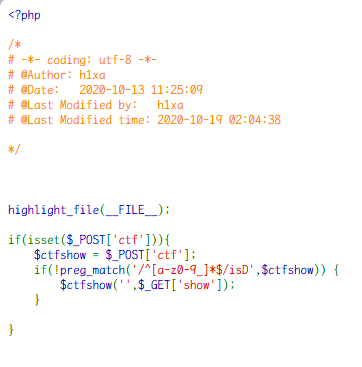 <?php
/*
# -*- coding: utf-8 -*-
# @Author: h1xa
# @Date:   2020-10-13 11:25:09
# @Last Modified by:   h1xa
# @Last Modified time: 2020-10-19 02:04:38
*/
highlight_file(__FILE__);
if(isset($_POST['ctf'])){
    $ctfshow = $_POST['ctf'];
    if(!preg_match('/^[a-z0-9_]*$/isD',$ctfshow)) {
        $ctfshow('',$_GET['show']);
    }
}